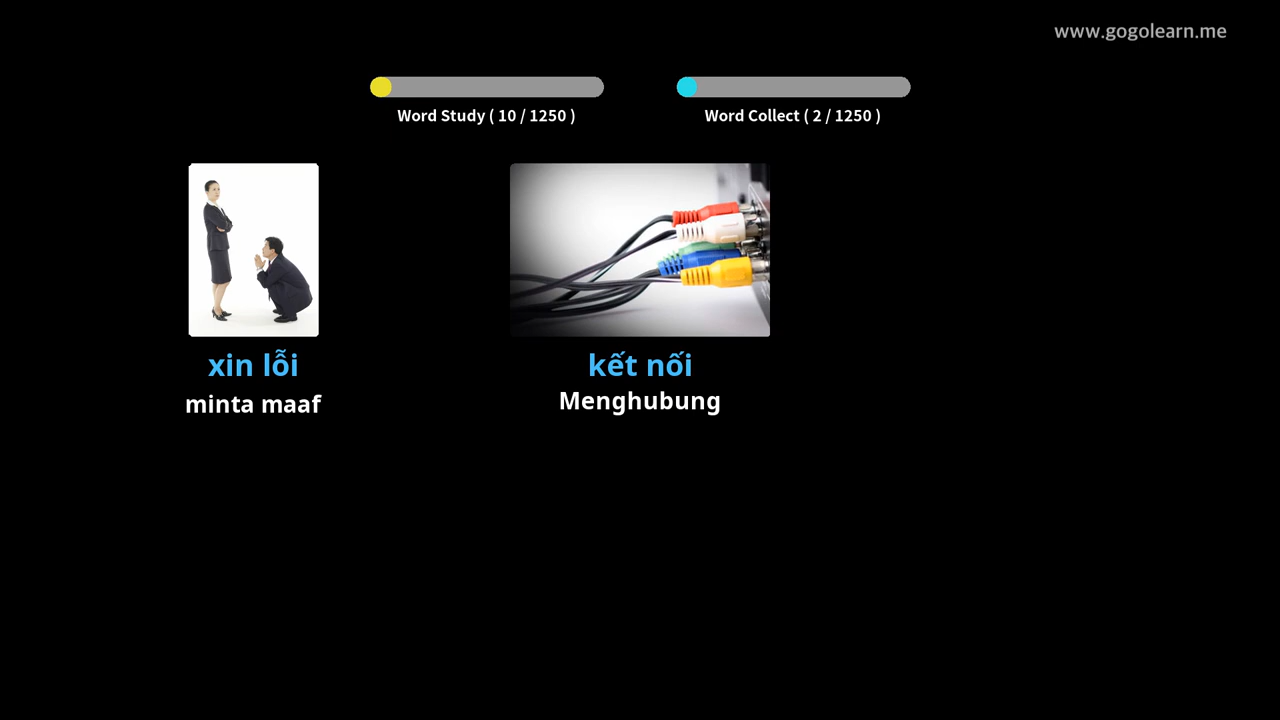 www.gogolearn.me
Word Study ( 10 / 1250 )
Word Collect ( 2 / 1250 )
xin lỗi
minta maaf
kết nối
Menghubung